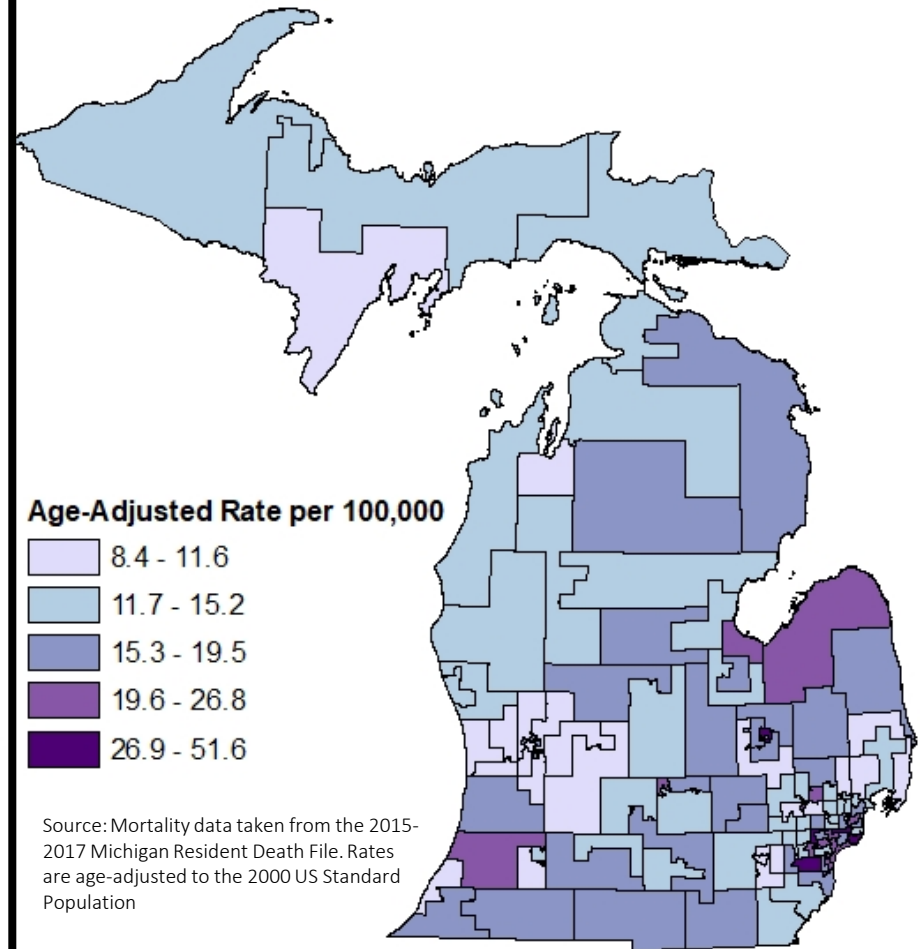 Age-Adjusted Rate per 100,000
8.4 - 11.6
11.7 - 15.2
15.3 - 19.5
19.6 - 26.8
26.9 - 51.6
Source: Mortality data taken from the 2015-
2017 Michigan Resident Death File. Rates
are age-adjusted to the 2000 US Standard
Population